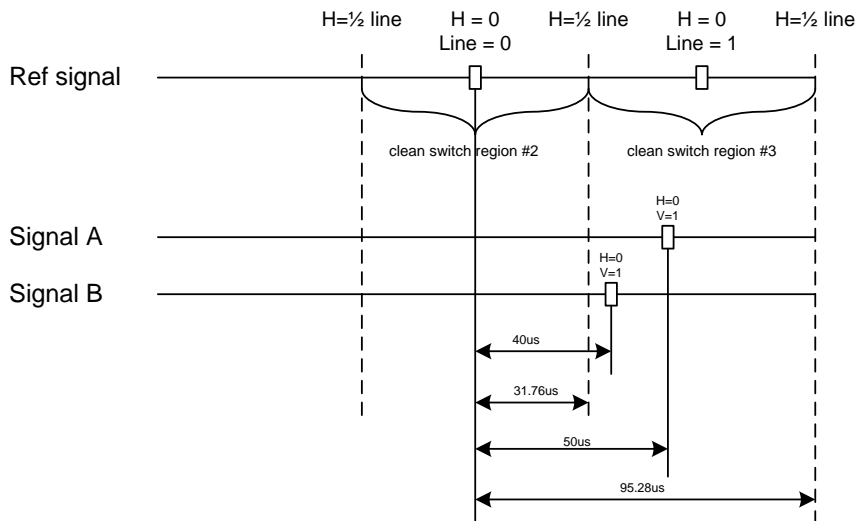 H=½ line
H = 0
Line = 0
H=½ line
H = 0
Line = 1
H=½ line
Ref signal
clean switch region #2
clean switch region #3
Signal A
H=0
V=1
Signal B
H=0
V=1
40us
31.76us
50us
95.28us